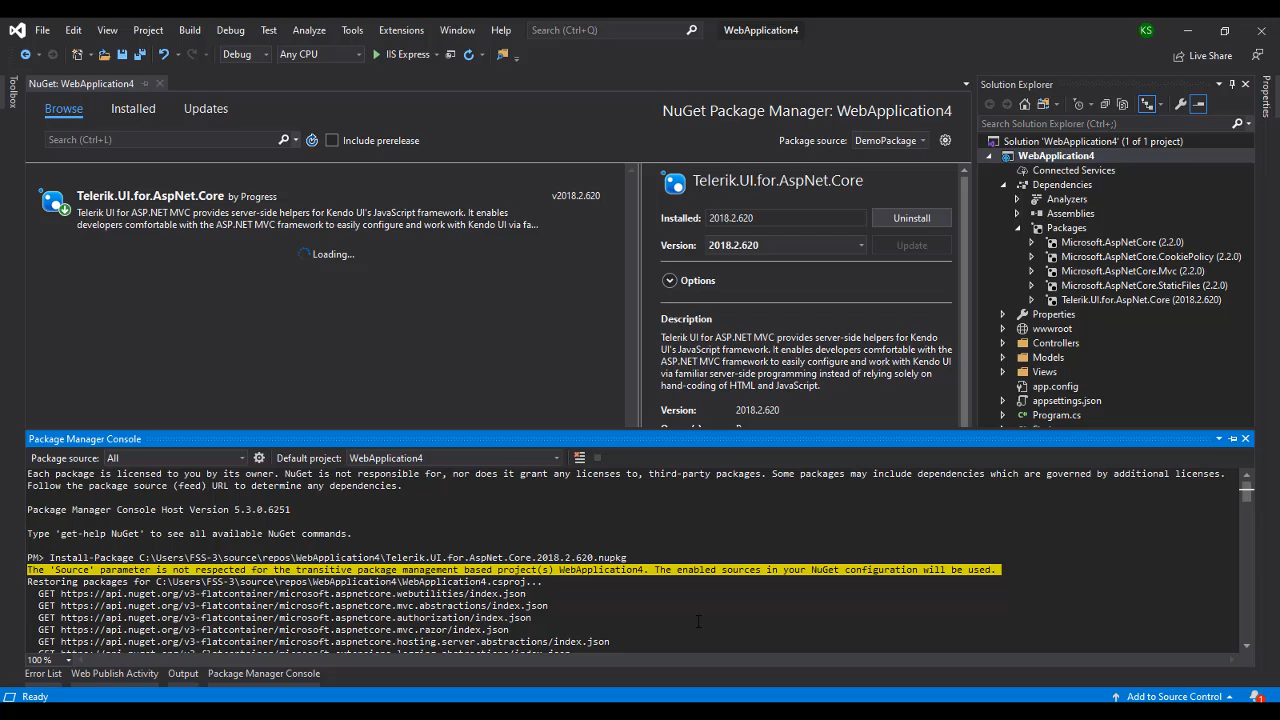 File Edit View Project Build Debug Test Analyze Tools Extensions Window Help Search (Ctrl+Q) WebApplication4 KS
Debug Any CPU IIS Express Live Share
Toolbox
NuGet: WebApplication4
Browse Installed Updates
NuGet Package Manager: WebApplication4
Search (Ctrl+L) Include prerelease
Package source: DemoPackage
Telerik.UI.for.AspNet.Core by Progress v2018.2.620
Telerik UI for ASP.NET MVC provides server-side helpers for Kendo UI's JavaScript framework. It enables
developers comfortable with the ASP.NET MVC framework to easily configure and work with Kendo UI via fa...
Loading...
Telerik.UI.for.AspNet.Core
Installed: 2018.2.620 Uninstall
Version: 2018.2.620 Update
Options
Description
Telerik UI for ASP.NET MVC provides server-side helpers for Kendo
UI's JavaScript framework. It enables developers comfortable with the
ASP.NET MVC framework to easily configure and work with Kendo UI
via familiar server-side programming instead of relying solely on
hand-coding of HTML and JavaScript.
Version: 2018.2.620
Solution Explorer
Search Solution Explorer (Ctrl+;)
Solution 'WebApplication4' (1 of 1 project)
WebApplication4
Connected Services
Dependencies
Analyzers
Assemblies
Packages
Microsoft.AspNetCore (2.2.0)
Microsoft.AspNetCore.CookiePolicy (2.2.0)
Microsoft.AspNetCore.Mvc (2.2.0)
Microsoft.AspNetCore.StaticFiles (2.2.0)
Telerik.UI.for.AspNet.Core (2018.2.620)
Properties
wwwroot
Controllers
Models
Views
app.config
appsettings.json
Program.cs
Properties
Package Manager Console
Package source: All Default project: WebApplication4
Each package is licensed to you by its owner. NuGet is not responsible for, nor does it grant any licenses to, third-party packages. Some packages may include dependencies which are governed by additional licenses.
Follow the package source (feed) URL to determine any dependencies.
Package Manager Console Host Version 5.3.0.6251
Type 'get-help NuGet' to see all available NuGet commands.
PM> Install-Package C:\Users\FSS-3\source\repos\WebApplication4\Telerik.UI.for.AspNet.Core.2018.2.620.nupkg
The 'Source' parameter is not respected for the transitive package management based project(s) WebApplication4. The enabled sources in your NuGet configuration will be used.
Restoring packages for C:\Users\FSS-3\source\repos\WebApplication4\WebApplication4.csproj...
GET https://api.nuget.org/v3-flatcontainer/microsoft.aspnetcore.webutilities/index.json
GET https://api.nuget.org/v3-flatcontainer/microsoft.aspnetcore.mvc.abstractions/index.json
GET https://api.nuget.org/v3-flatcontainer/microsoft.aspnetcore.authorization/index.json
GET https://api.nuget.org/v3-flatcontainer/microsoft.aspnetcore.mvc.razor/index.json
GET https://api.nuget.org/v3-flatcontainer/microsoft.aspnetcore.hosting.server.abstractions/index.json
100 %
Error List Web Publish Activity Output Package Manager Console
Ready Add to Source Control 1